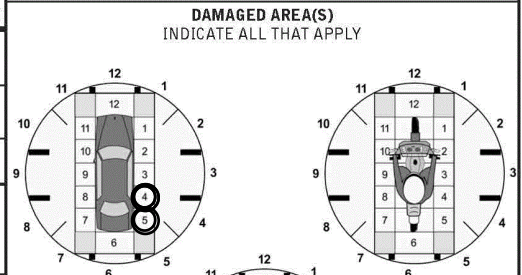 DAMAGED AREA(S)
INDICATE ALL THAT APPLY
12 12
11 1 11 1
12 12
10 11 1 2 10 11 1 2
10 2 10 2
9 9 3 3 9 9 3 3
8 4 8 4
8 7 5 4 8 7 5 4
6 6
7 5 7 5
6 11 12 1 6